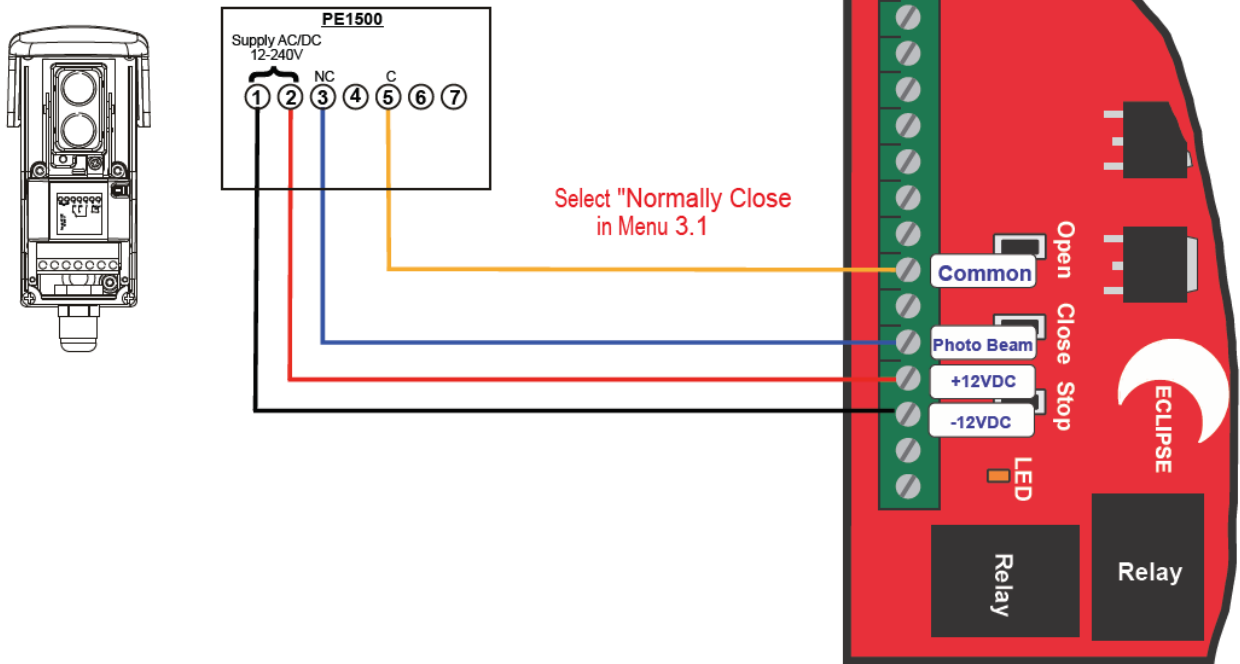 PE1500
Supply AC/DC
12-240V
NC
C
1 2 3 4 5 6 7
Select "Normally Close
in Menu 3.1
Open
Common
Close
Photo Beam
+12VDC
Stop
-12VDC
ECLIPSE
LED
Relay
Relay